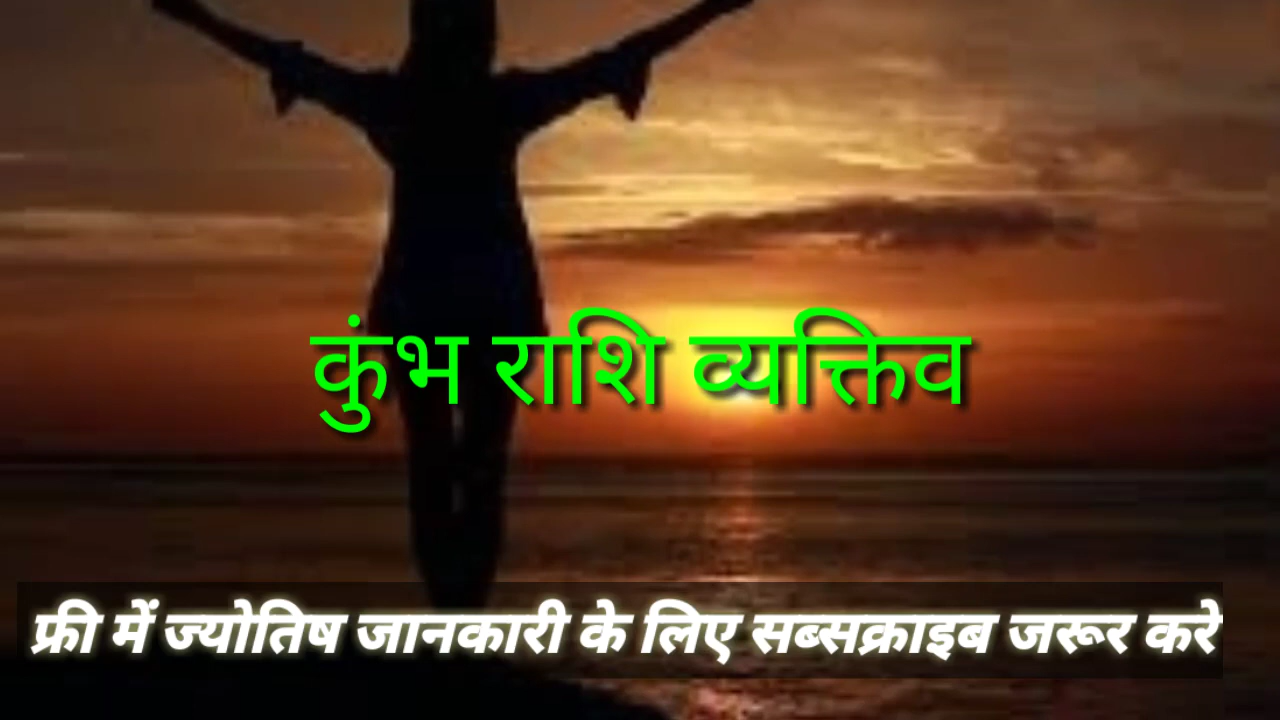 कुंभ राशि व्यक्तिव
फ्री में ज्योतिष जानकारी के लिए सब्सक्राइब जरूर करे